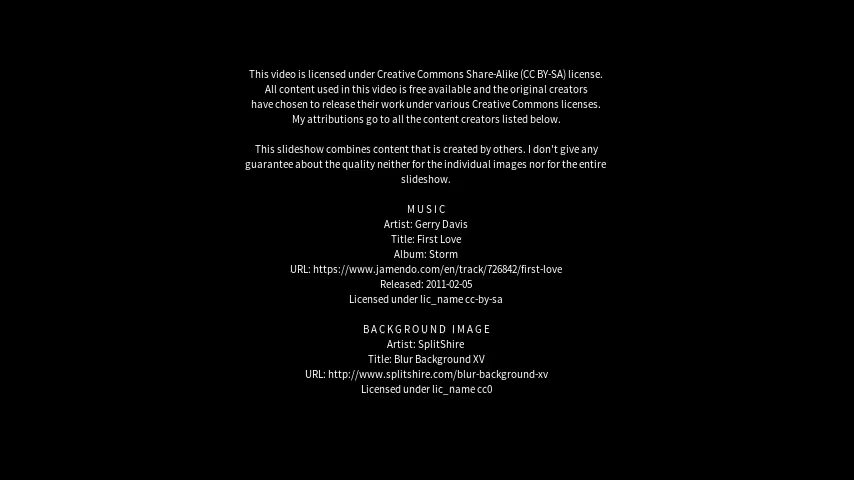 This video is licensed under Creative Commons Share-Alike (CC BY-SA) license.
All content used in this video is free available and the original creators
have chosen to release their work under various Creative Commons licenses.
My attributions go to all the content creators listed below.
This slideshow combines content that is created by others. I don't give any
guarantee about the quality neither for the individual images nor for the entire
slideshow.
MUSIC
Artist: Gerry Davis
Title: First Love
Album: Storm
URL: https://www.jamendo.com/en/track/726842/first-love
Released: 2011-02-05
Licensed under lic_name cc-by-sa
BACKGROUND IMAGE
Artist: SplitShire
Title: Blur Background XV
URL: http://www.splitshire.com/blur-background-xv
Licensed under lic_name cc0